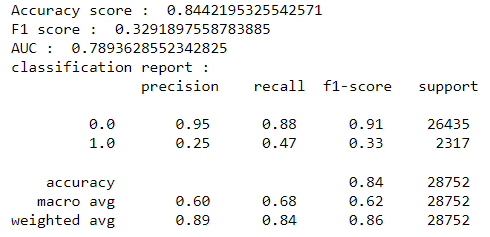 Accuracy score :  0.8442195325542571
F1 score :  0.3291897558783885
AUC :  0.7893628552342825
classification report :
precision    recall  f1-score   support
0.0       0.95      0.88      0.91     26435
1.0       0.25      0.47      0.33      2317
accuracy                           0.84     28752
macro avg       0.60      0.68      0.62     28752
weighted avg       0.89      0.84      0.86     28752